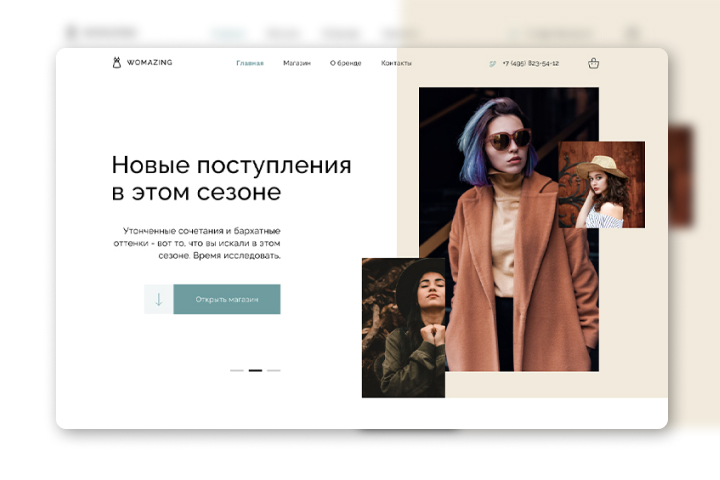 WOMAZING
Главная
Магазин
О бренде
Контакты
+7 (495) 823-54-12
Новые поступления
в этом сезоне
Утонченные сочетания и бархатные
оттенки - вот то, что вы искали в этом
сезоне. Время исследовать.
Открыть магазин